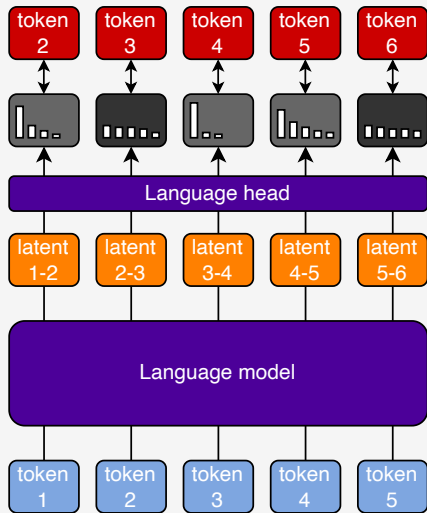 token token token token token
2 3 4 5 6
Language head
latent latent latent latent latent
1-2 2-3 3-4 4-5 5-6
Language model
token token token token token
1 2 3 4 5